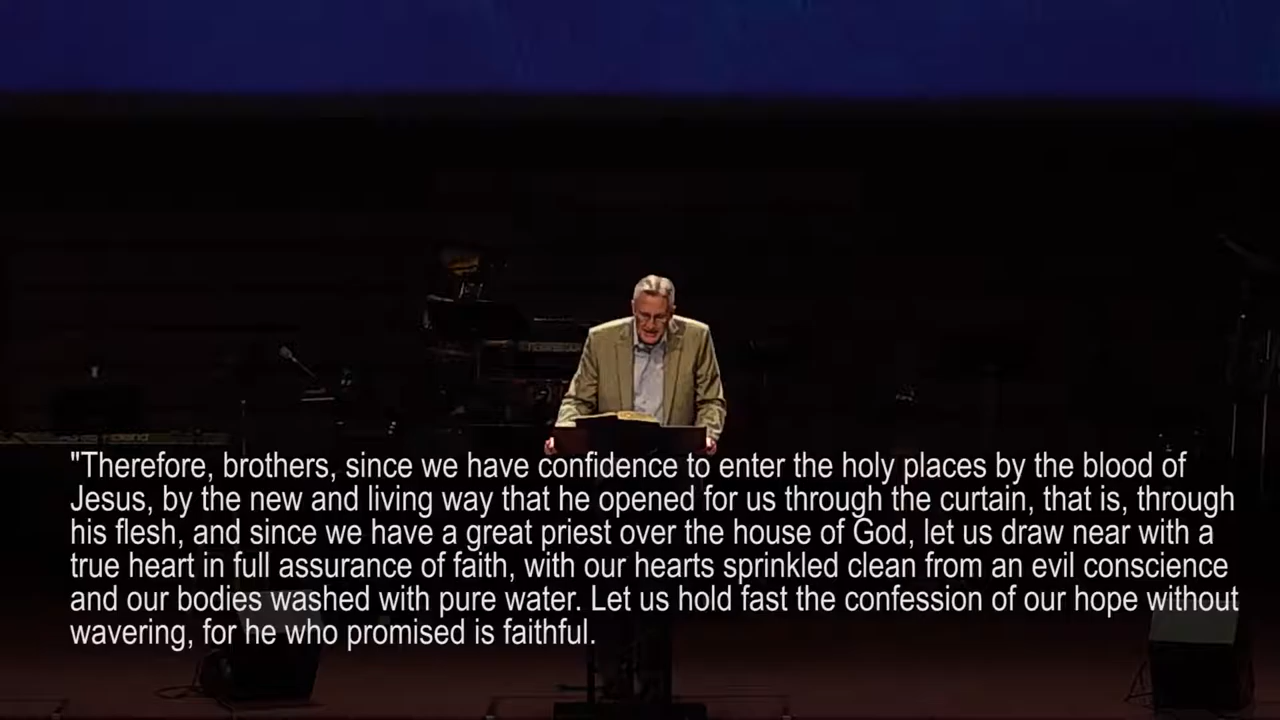 "Therefore, brothers, since we have confidence to enter the holy places by the blood of
Jesus, by the new and living way that he opened for us through the curtain, that is, through
his flesh, and since we have a great priest over the house of God, let us draw near with a
true heart in full assurance of faith, with our hearts sprinkled clean from an evil conscience
and our bodies washed with pure water. Let us hold fast the confession of our hope without
wavering, for he who promised is faithful.